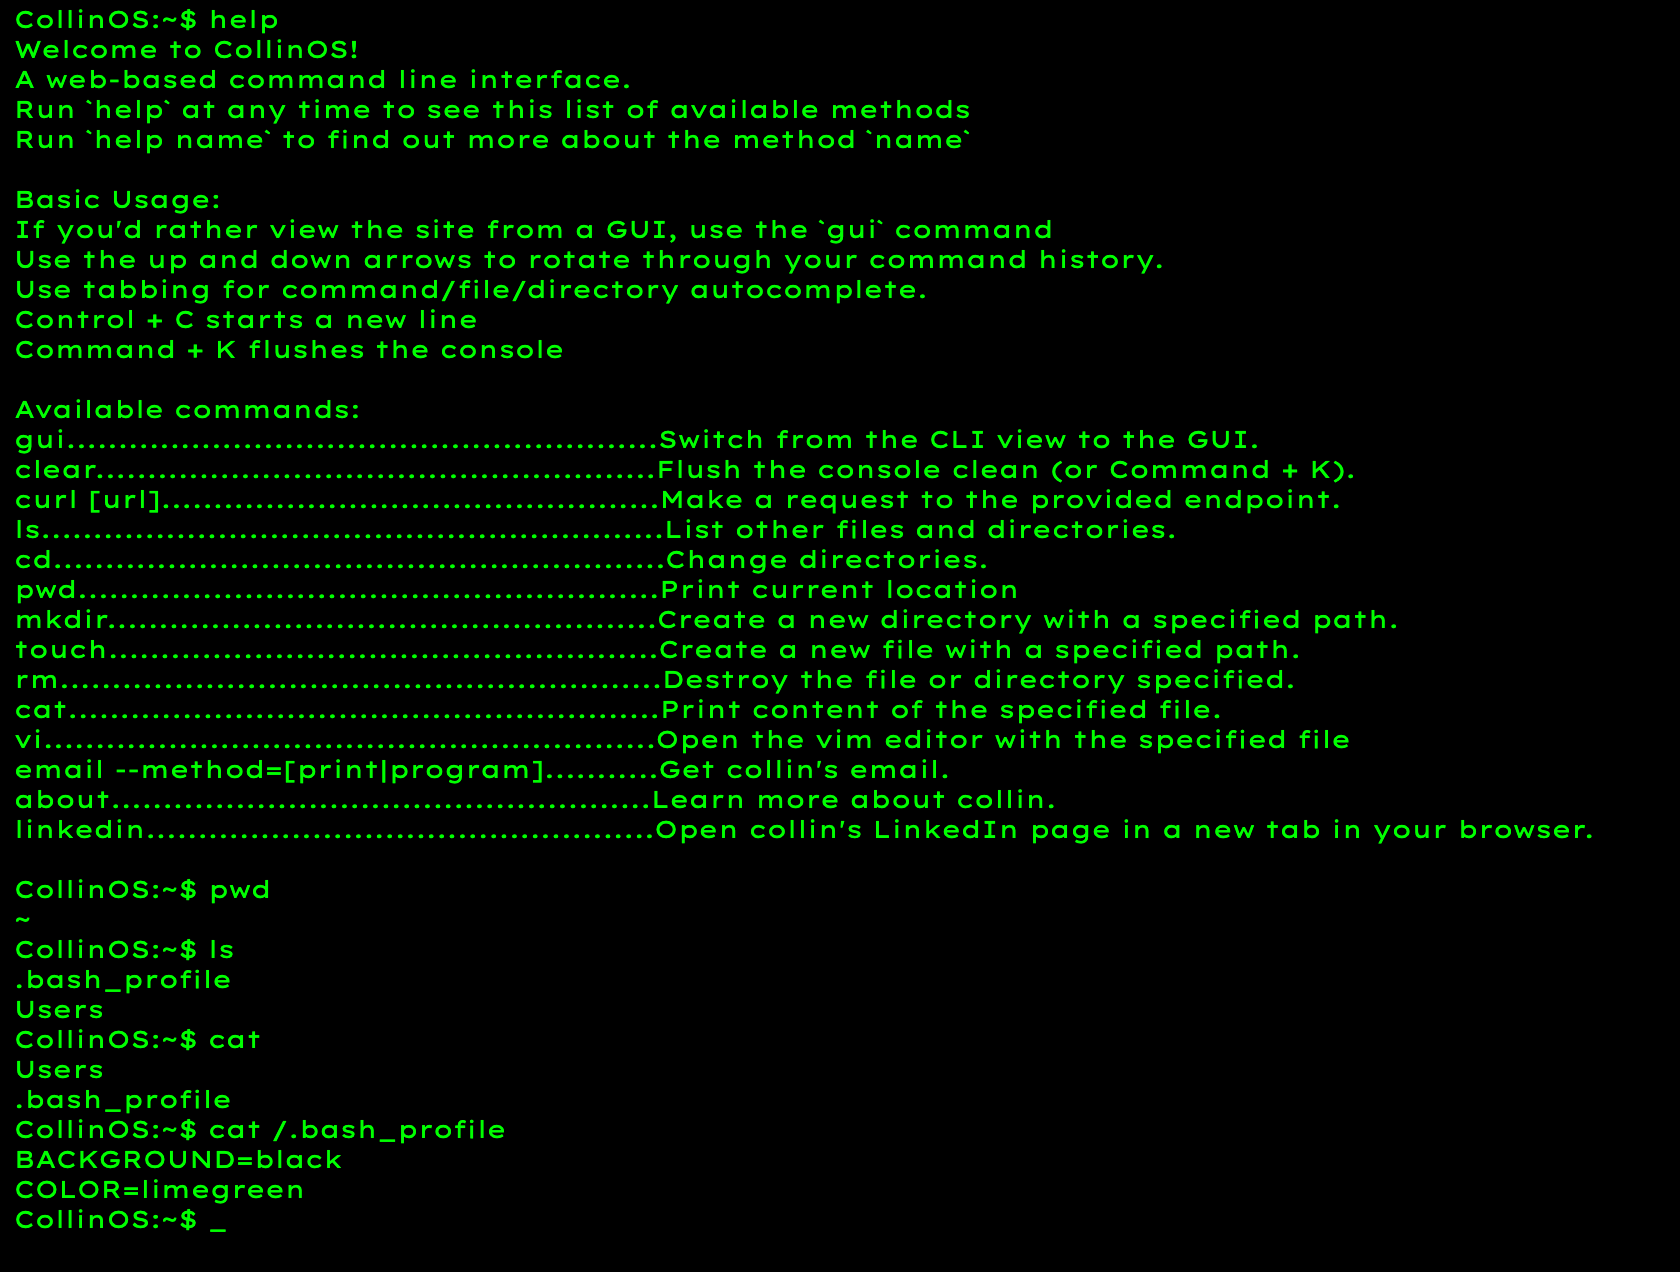 CollinOS:~$ help
Welcome to CollinOS!
A web-based command line interface.
Run `help` at any time to see this list of available methods
Run `help name` to find out more about the method `name`
Basic Usage:
If you'd rather view the site from a GUI, use the `gui` command
Use the up and down arrows to rotate through your command history.
Use tabbing for command/file/directory autocomplete.
Control + C starts a new line
Command + K flushes the console
Available commands:
gui.........................................................Switch from the CLI view to the GUI.
clear......................................................Flush the console clean (or Command + K).
curl [url]................................................Make a request to the provided endpoint.
ls............................................................List other files and directories.
cd...........................................................Change directories.
pwd........................................................Print current location
mkdir.....................................................Create a new directory with a specified path.
touch.....................................................Create a new file with a specified path.
rm..........................................................Destroy the file or directory specified.
cat.........................................................Print content of the specified file.
vi...........................................................Open the vim editor with the specified file
email --method=[print|program]...........Get collin's email.
about....................................................Learn more about collin.
linkedin.................................................Open collin's LinkedIn page in a new tab in your browser.
CollinOS:~$ pwd
~
CollinOS:~$ ls
.bash_profile
Users
CollinOS:~$ cat
Users
.bash_profile
CollinOS:~$ cat /.bash_profile
BACKGROUND=black
COLOR=limegreen
CollinOS:~$ _